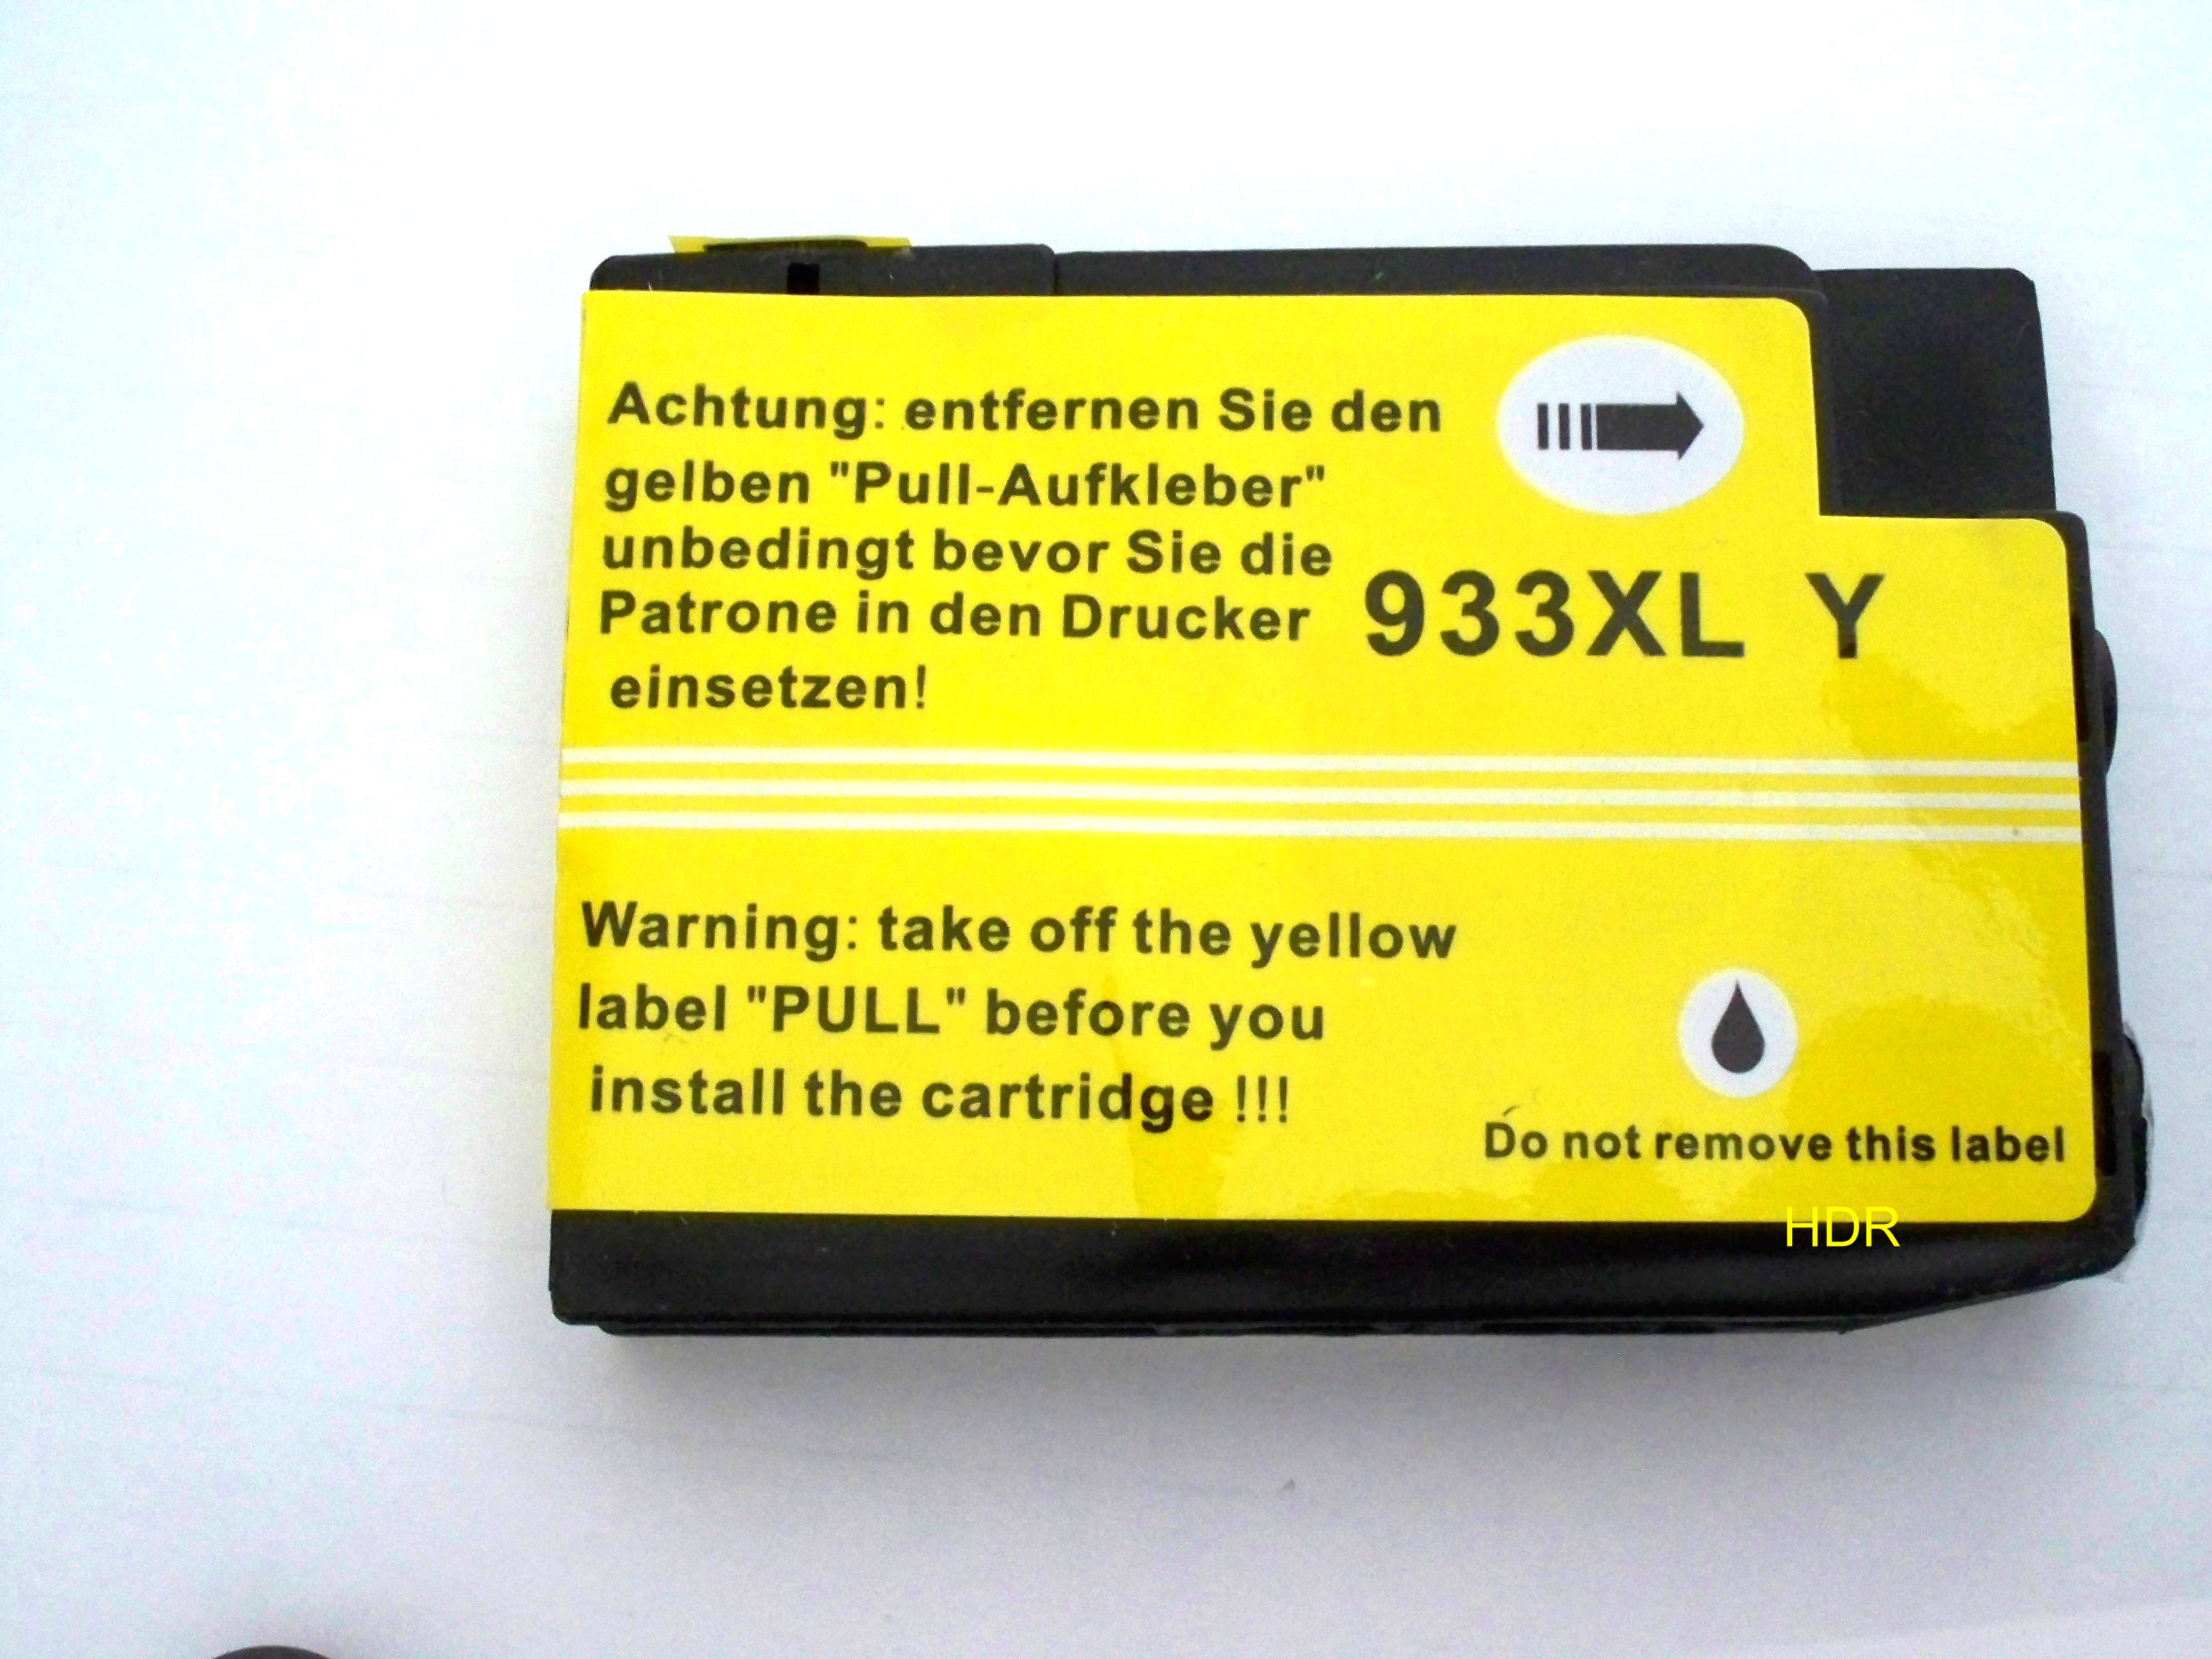 Achtung: entfernen Sie den
gelben "Pull-Aufkleber"
unbedingt bevor Sie die
Patrone in den Drucker
einsetzen!
933XL Y
Warning: take off the yellow
label "PULL" before you
install the cartridge !!!
Do not remove this label
HDR